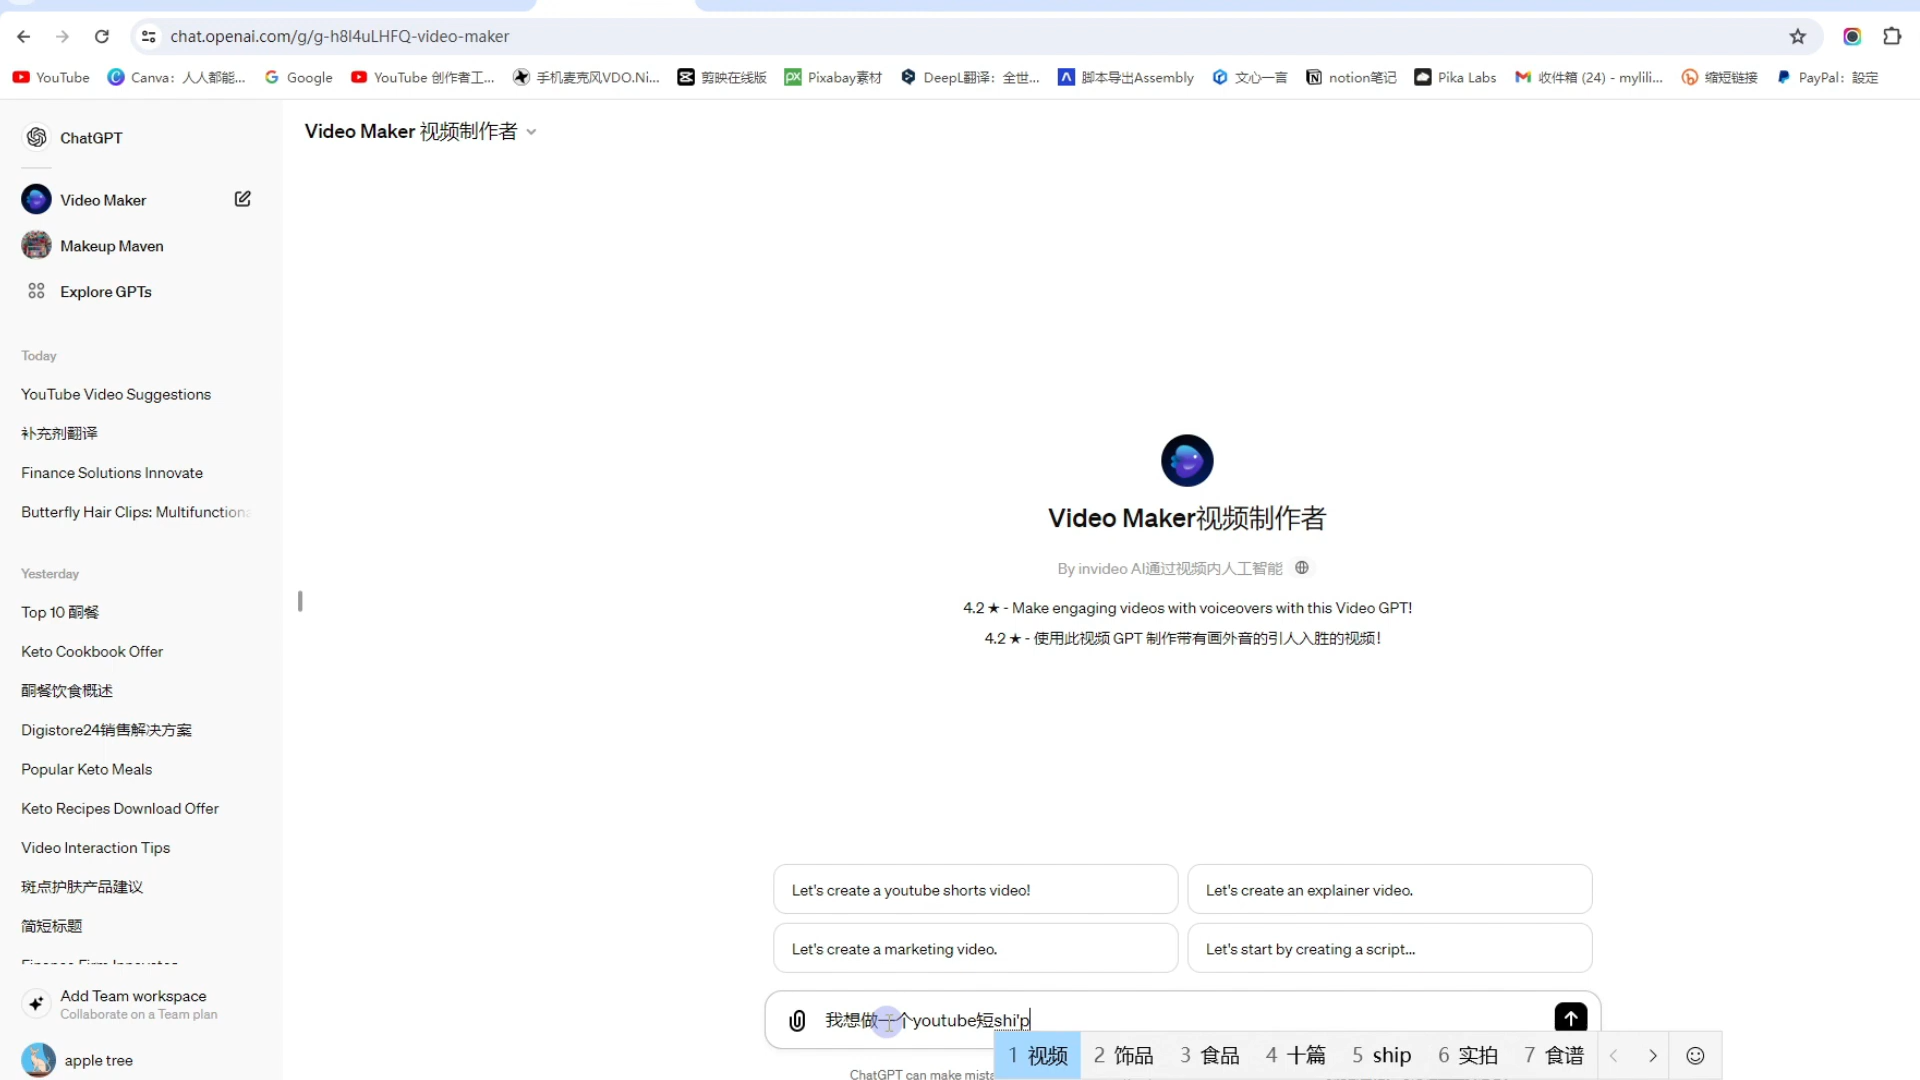 chat.openai.com/g/g-h8I4uLHFQ-video-maker
YouTube
Canva：人人都能...
Google
YouTube 创作者工...
手机麦克风VDO.Ni...
剪映在线版
Pixabay素材
DeepL翻译：全世...
脚本导出Assembly
文心一言
notion笔记
Pika Labs
收件箱 (24) - mylili...
缩短链接
PayPal：設定
ChatGPT
Video Maker
Makeup Maven
Explore GPTs
Today
YouTube Video Suggestions
补充剂翻译
Finance Solutions Innovate
Butterfly Hair Clips: Multifunctiona
Yesterday
Top 10 酮餐
Keto Cookbook Offer
酮餐饮食概述
Digistore24销售解决方案
Popular Keto Meals
Keto Recipes Download Offer
Video Interaction Tips
斑点护肤产品建议
简短标题
Add Team workspace
Collaborate on a Team plan
apple tree
Video Maker 视频制作者
Video Maker视频制作者
By invideo AI通过视频内人工智能
4.2 ★ - Make engaging videos with voiceovers with this Video GPT!
4.2 ★ - 使用此视频 GPT 制作带有画外音的引人入胜的视频！
Let's create a youtube shorts video!
Let's create an explainer video.
Let's create a marketing video.
Let's start by creating a script...
我想做一个youtube短shi'p
1 视频 2 饰品 3 食品 4 十篇 5 ship 6 实拍 7 食谱
ChatGPT can make mista